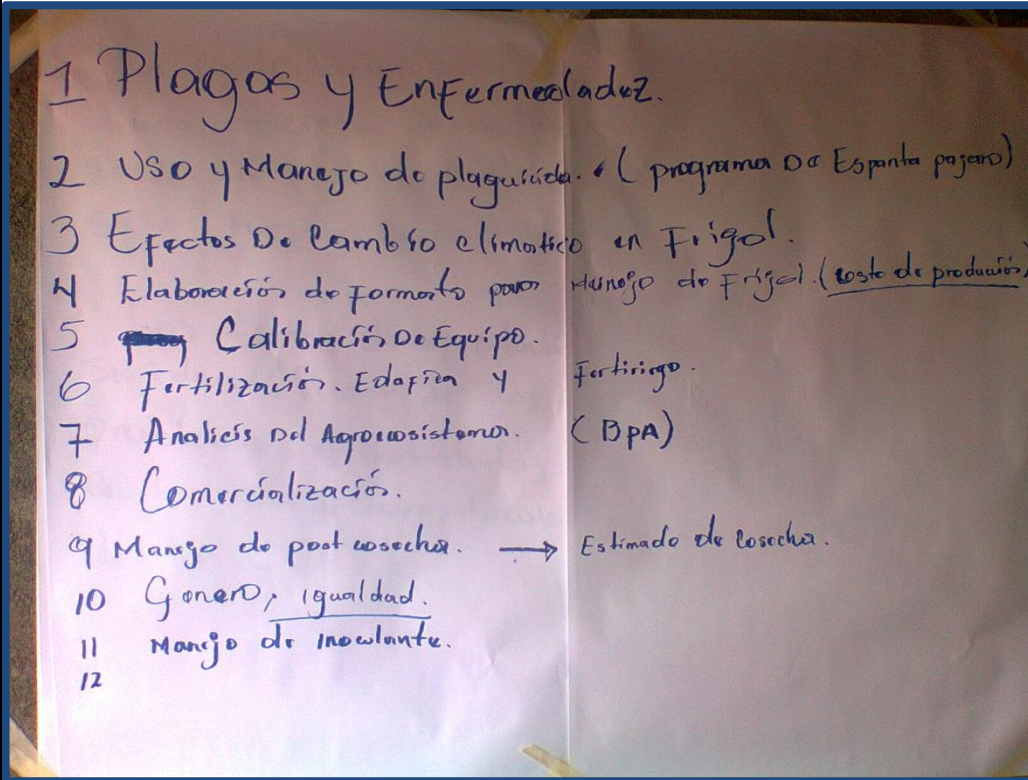 1 Plagas y Enfermedadez.
2 Uso y Manejo de plaguicida. (programa De Espanta pajaro)
3 Efectos De Cambio climatico en Frigol.
4 Elaboración de Formato para Manejo de Frijol. (costo de produción)
5 Calibración De Equipo.
6 Fertilización. Edafica y Fertiriego.
7 Analicis Del Agroecosistema. (BPA)
8 Comercialización.
9 Manejo de post cosecha. → Estimado de cosecha.
10 Genero, igualdad.
11 Manejo de inoculante.
12